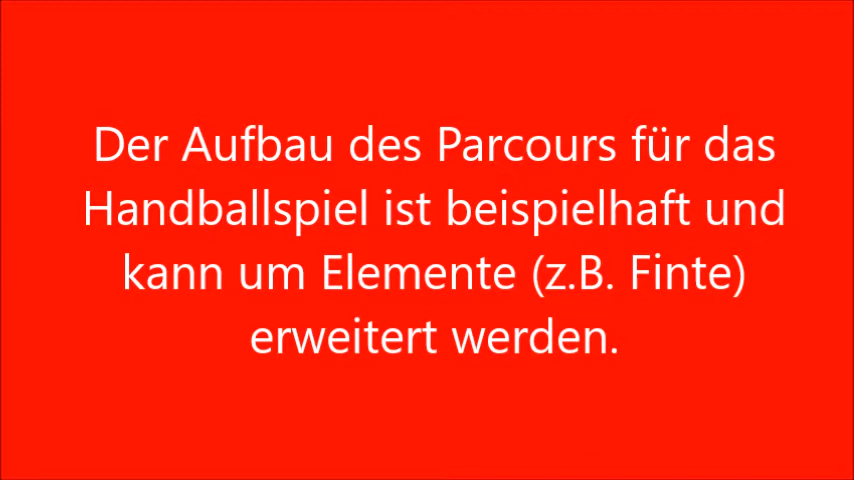 Der Aufbau des Parcours für das
Handballspiel ist beispielhaft und
kann um Elemente (z.B. Finte)
erweitert werden.